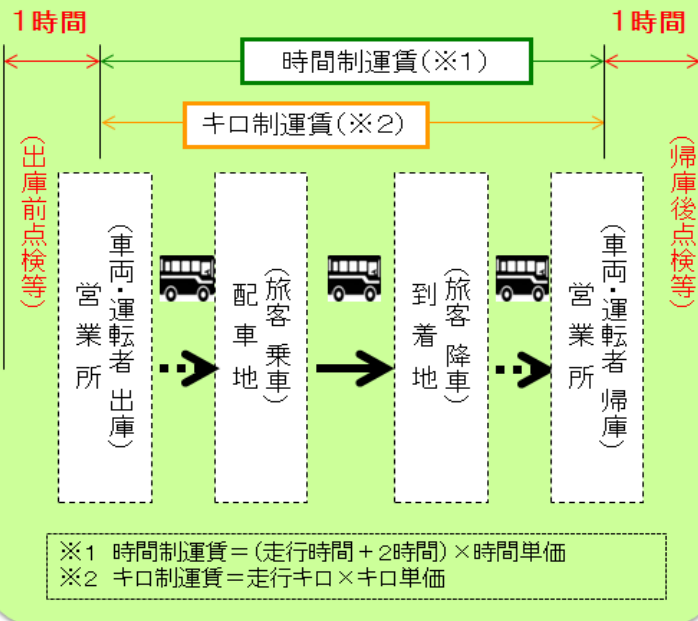 1時間
1時間
時間制運賃(※1)
キロ制運賃(※2)
(出庫前点検等)
営業所
(車両・運転者 出庫)
配車地
(旅客 乗車)
到着地
(旅客 降車)
営業所
(車両・運転者 帰庫)
(帰庫後点検等)
※1 時間制運賃=(走行時間+2時間)×時間単価
※2 キロ制運賃=走行キロ×キロ単価